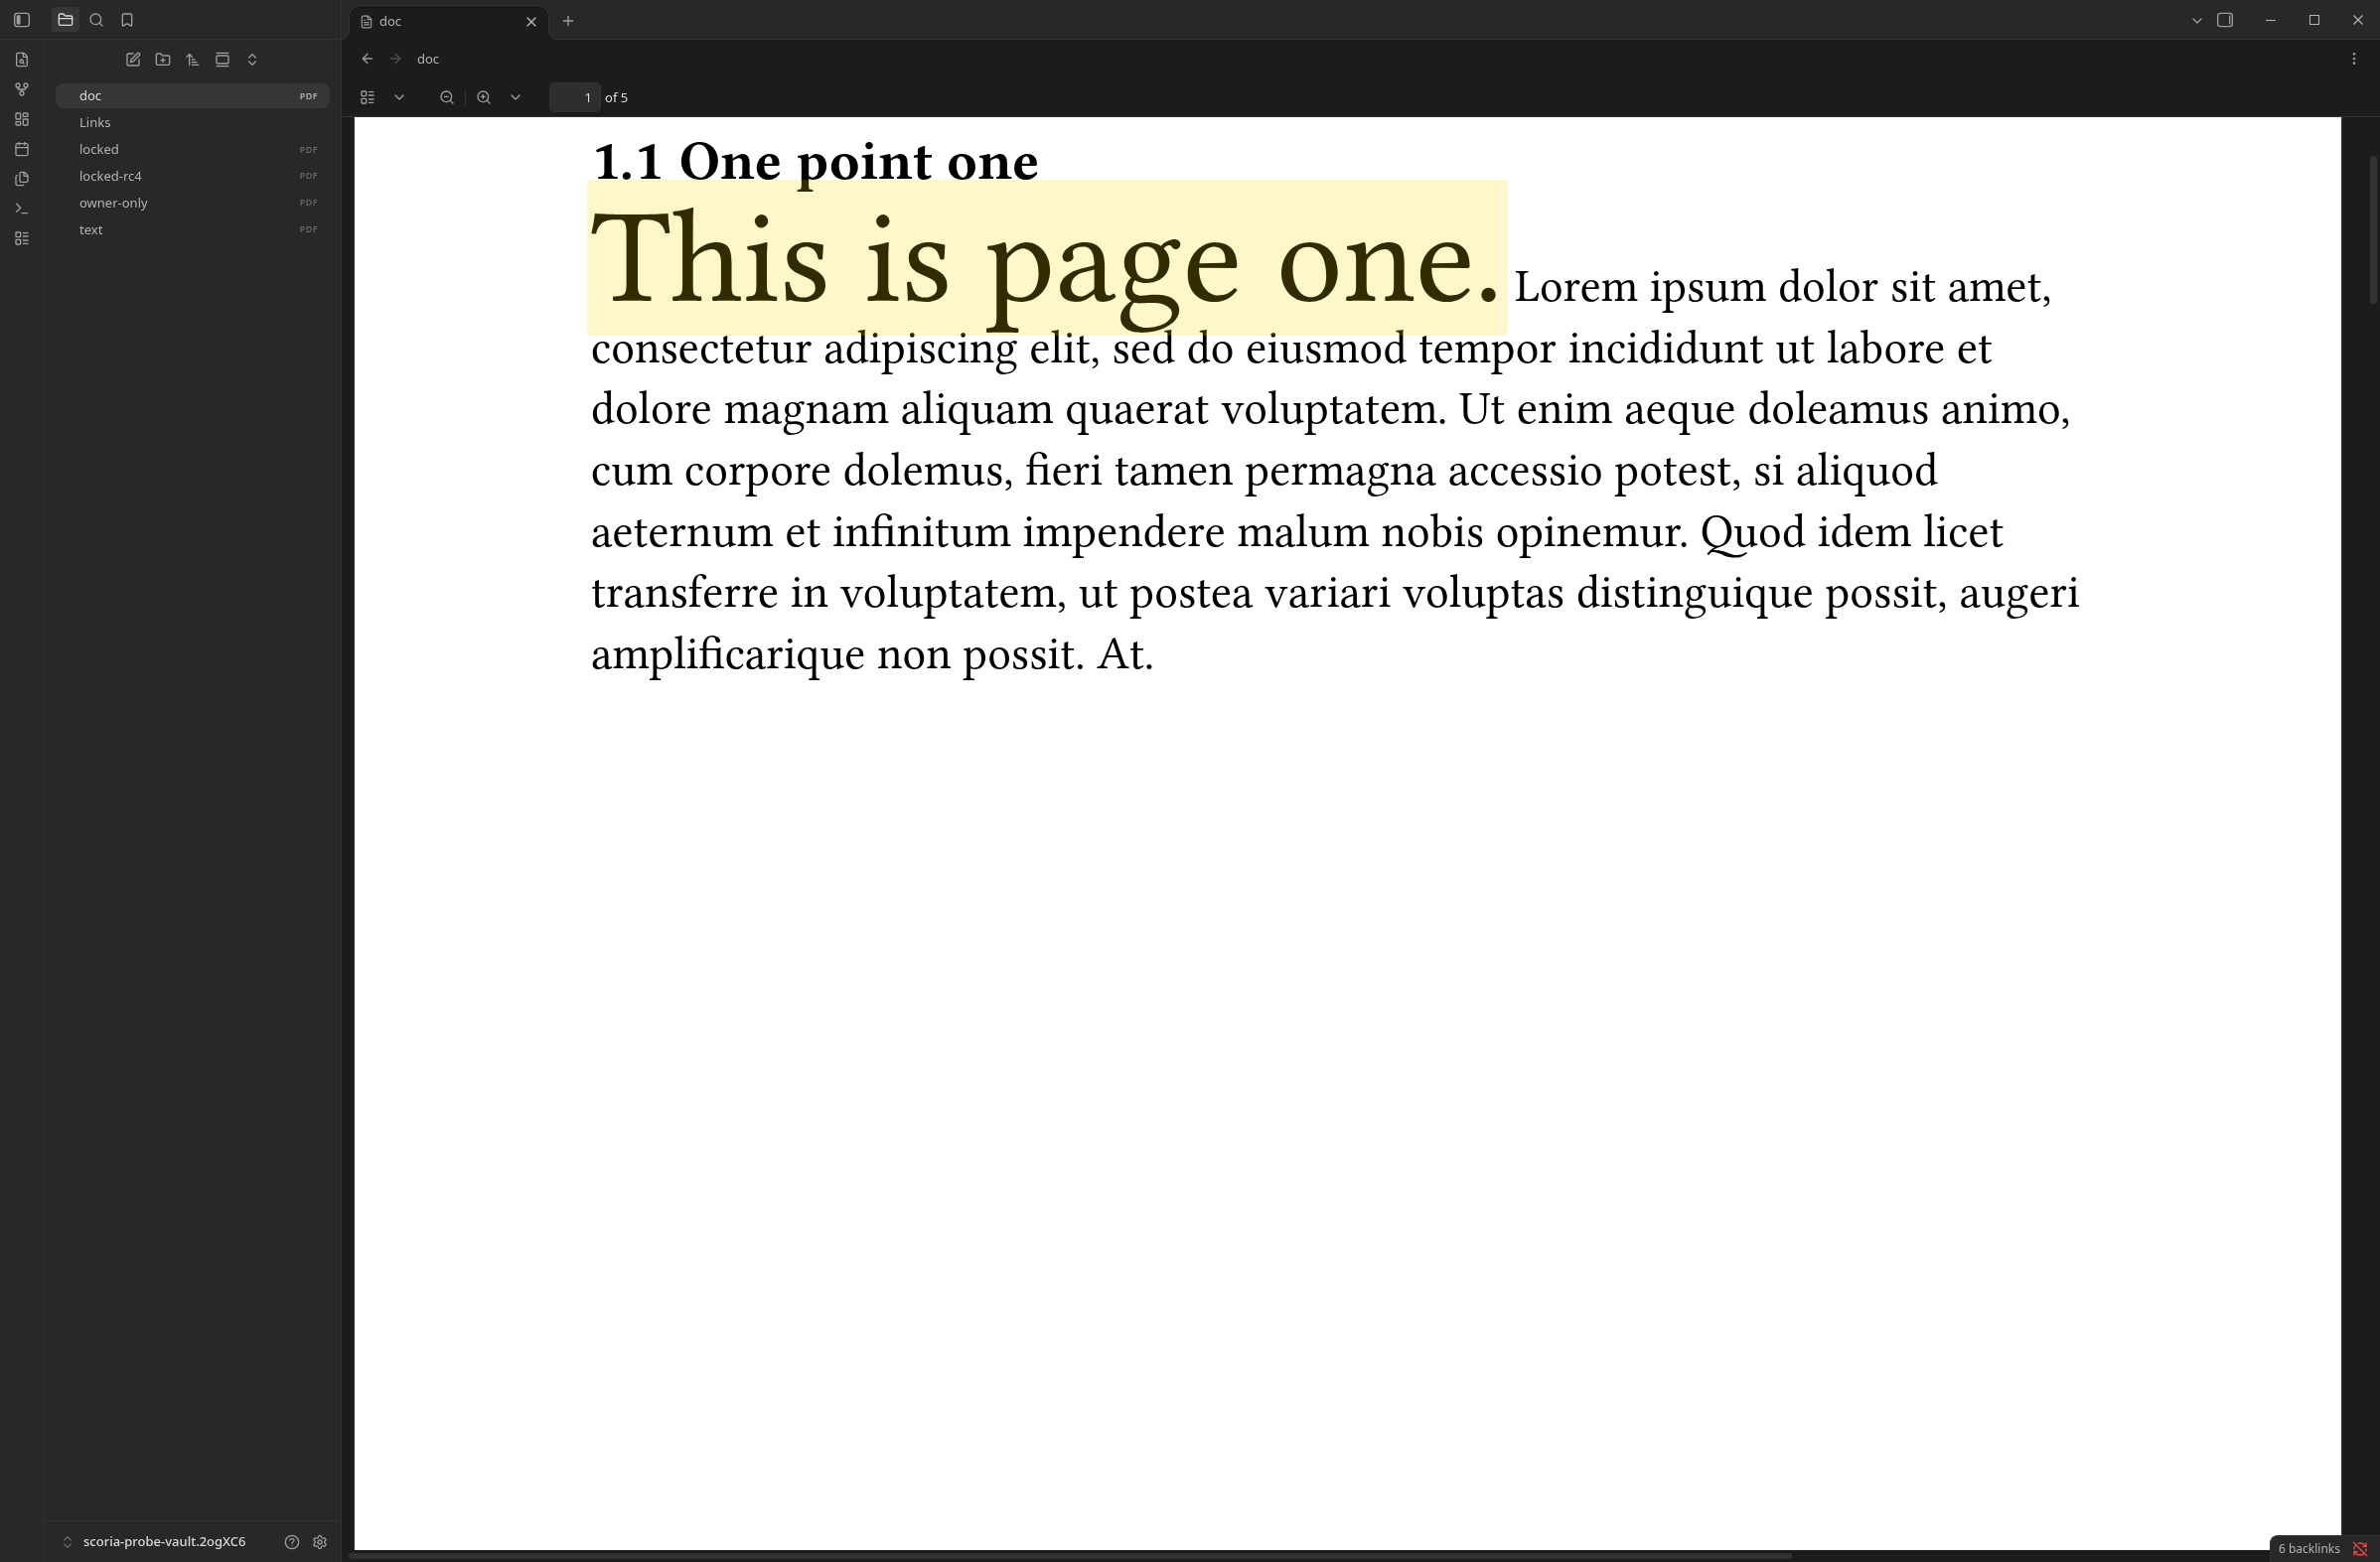 doc
doc
doc PDF
Links
locked PDF
locked-rc4 PDF
owner-only PDF
text PDF
1 of 5
1.1 One point one
This is page one. Lorem ipsum dolor sit amet,
consectetur adipiscing elit, sed do eiusmod tempor incididunt ut labore et
dolore magnam aliquam quaerat voluptatem. Ut enim aeque doleamus animo,
cum corpore dolemus, fieri tamen permagna accessio potest, si aliquod
aeternum et infinitum impendere malum nobis opinemur. Quod idem licet
transferre in voluptatem, ut postea variari voluptas distinguique possit, augeri
amplificarique non possit. At.
scoria-probe-vault.2ogXC6
6 backlinks